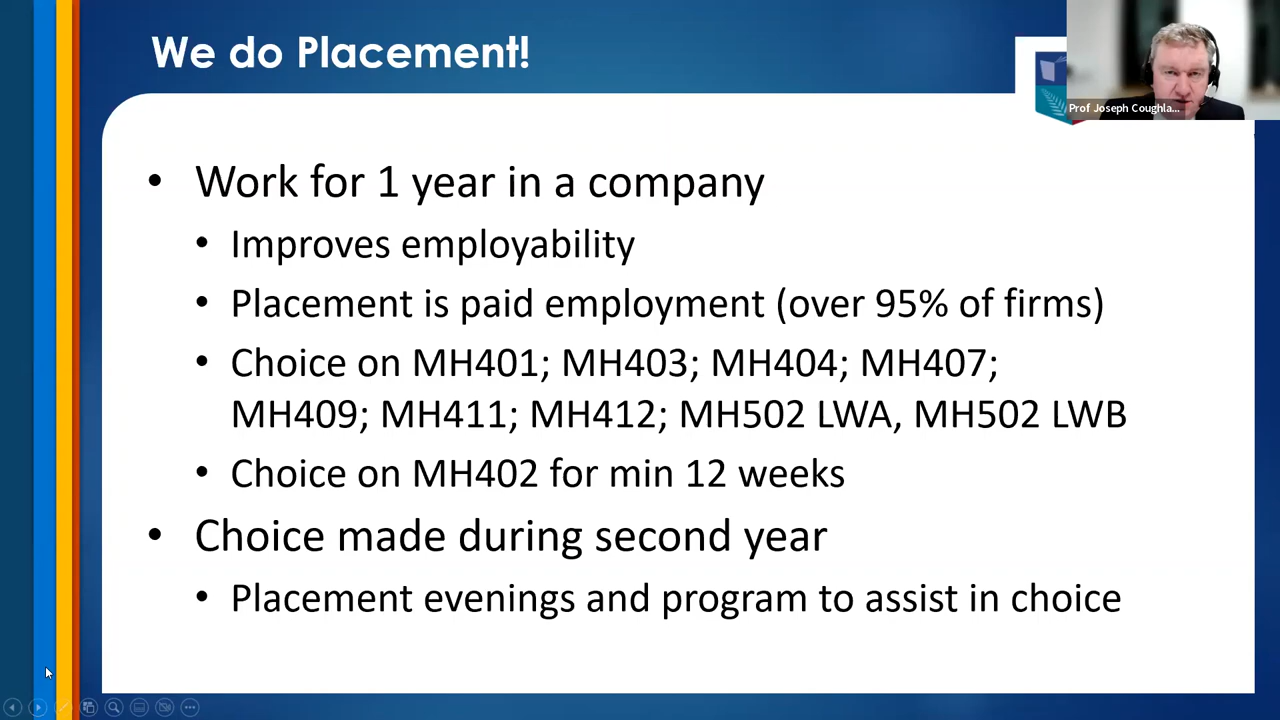 We do Placement!
Prof Joseph Coughla...
• Work for 1 year in a company
• Improves employability
• Placement is paid employment (over 95% of firms)
• Choice on MH401; MH403; MH404; MH407;
MH409; MH411; MH412; MH502 LWA, MH502 LWB
• Choice on MH402 for min 12 weeks
• Choice made during second year
• Placement evenings and program to assist in choice